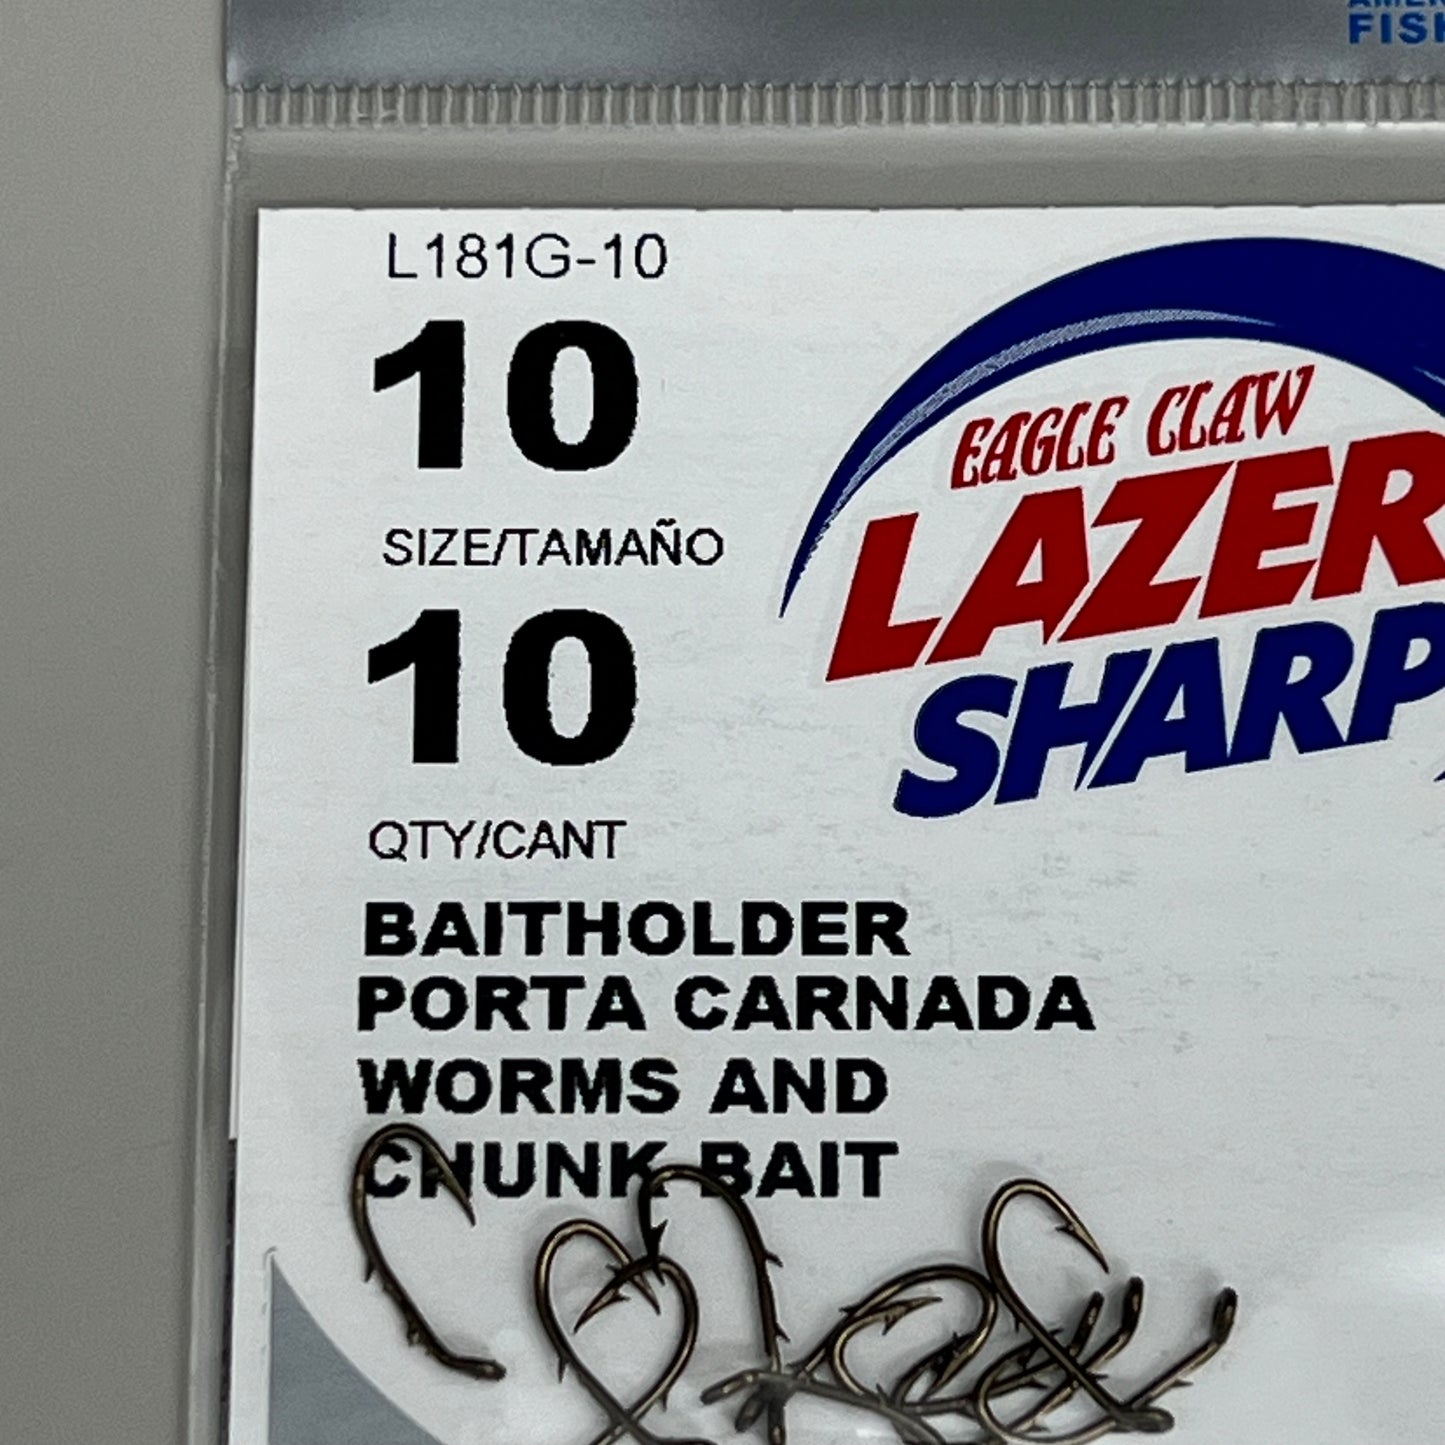 FISH
L181G-10
10
SIZE/TAMAÑO
10
QTY/CANT
EAGLE CLAW
LAZER
SHARP
BAITHOLDER
PORTA CARNADA
WORMS AND
CHUNK BAIT